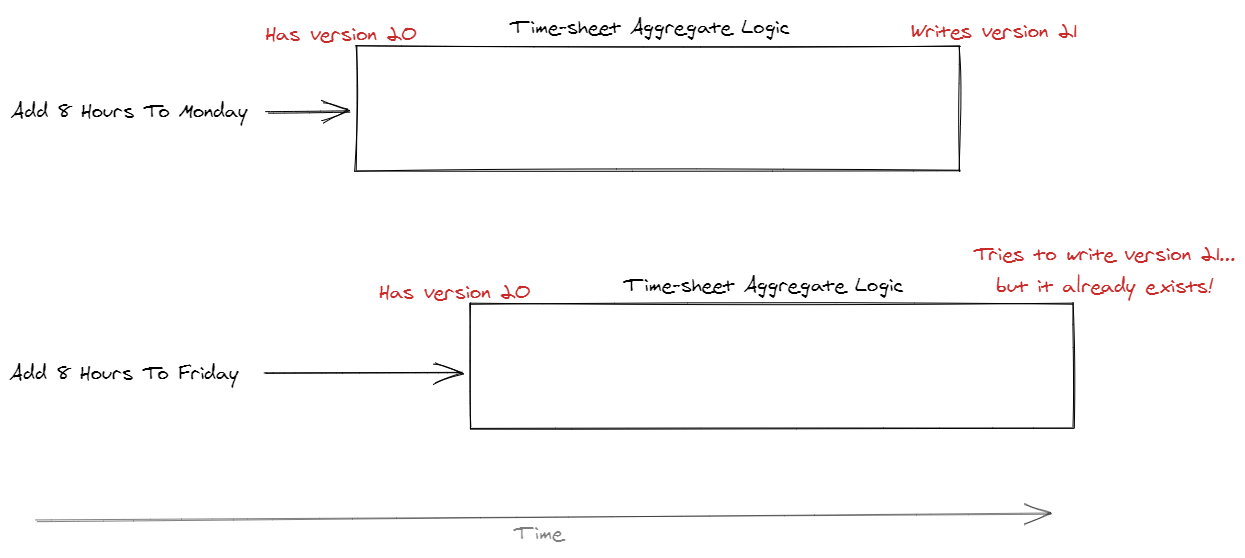 Has version 20
Time-sheet Aggregate Logic
Writes version 21
Add 8 Hours To Monday
Tries to write version 21...
but it already exists!
Has version 20
Time-sheet Aggregate Logic
Add 8 Hours To Friday
Time